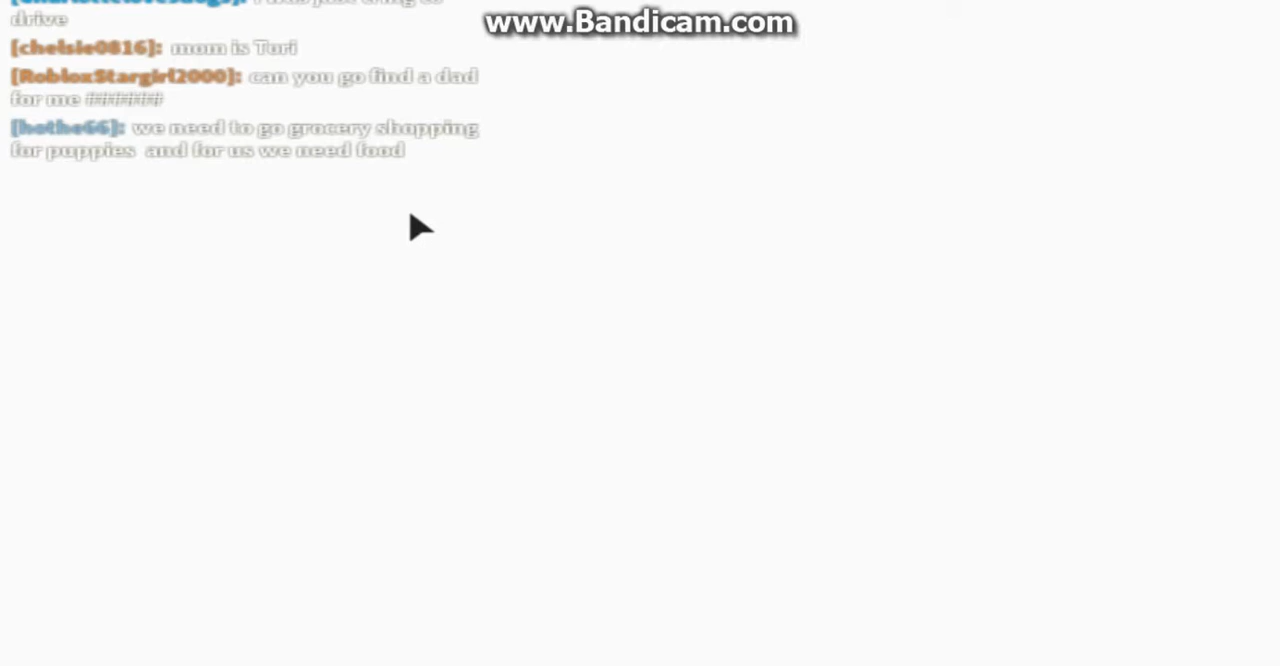 www.Bandicam.com
drive
[chelsie0816]: mom is Tori
[RobloxStargirl2000]: can you go find a dad
for me ######
[hothe66]: we need to go grocery shopping
for puppies and for us we need food